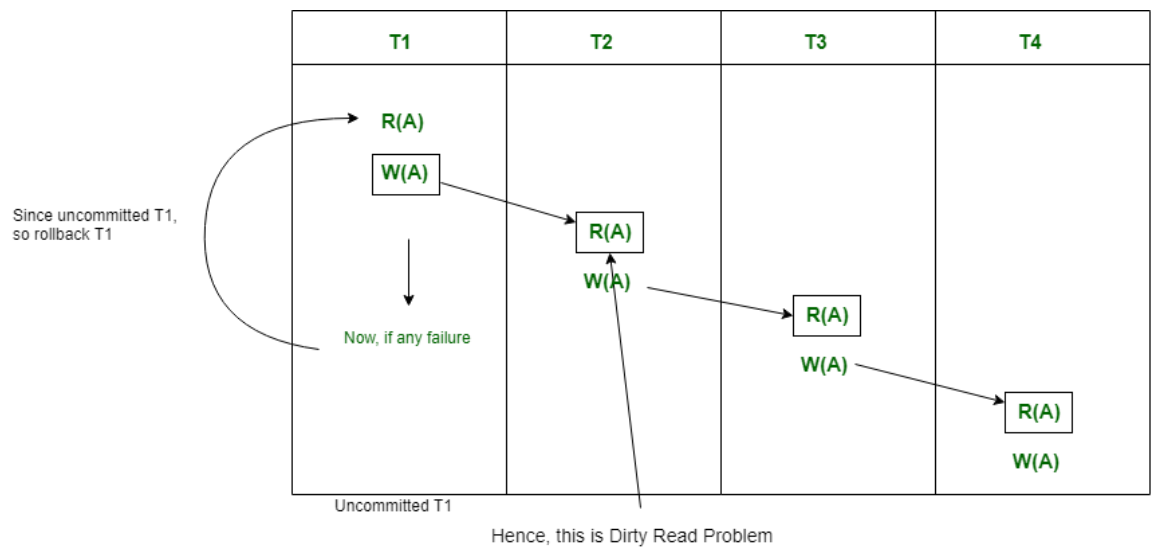 T1 T2 T3 T4
R(A)
W(A)
Since uncommitted T1,
so rollback T1
R(A)
W(A)
R(A)
Now, if any failure
W(A)
R(A)
W(A)
Uncommitted T1
Hence, this is Dirty Read Problem